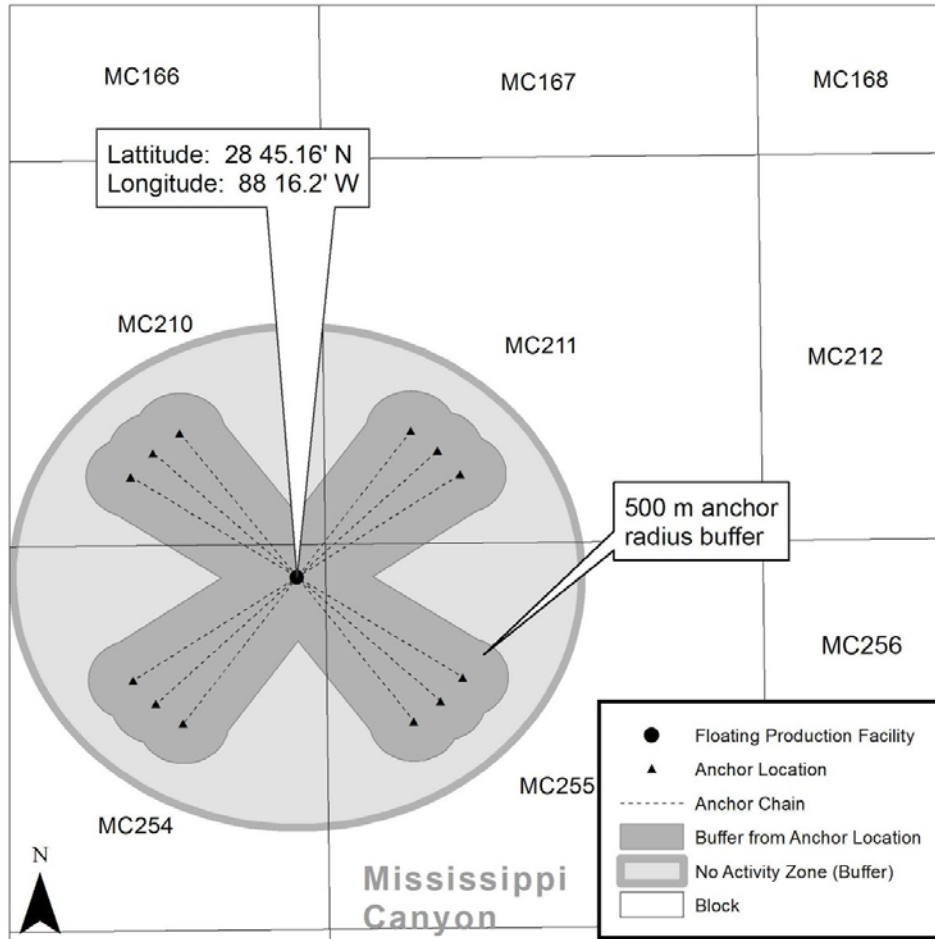 MC166
MC167
MC168
Lattitude:  28 45.16' N
Longitude:  88 16.2' W
MC210
MC211
MC212
500 m anchor
radius buffer
MC256
MC255
MC254
N
Mississippi
Canyon
Floating Production Facility
Anchor Location
Anchor Chain
Buffer from Anchor Location
No Activity Zone (Buffer)
Block